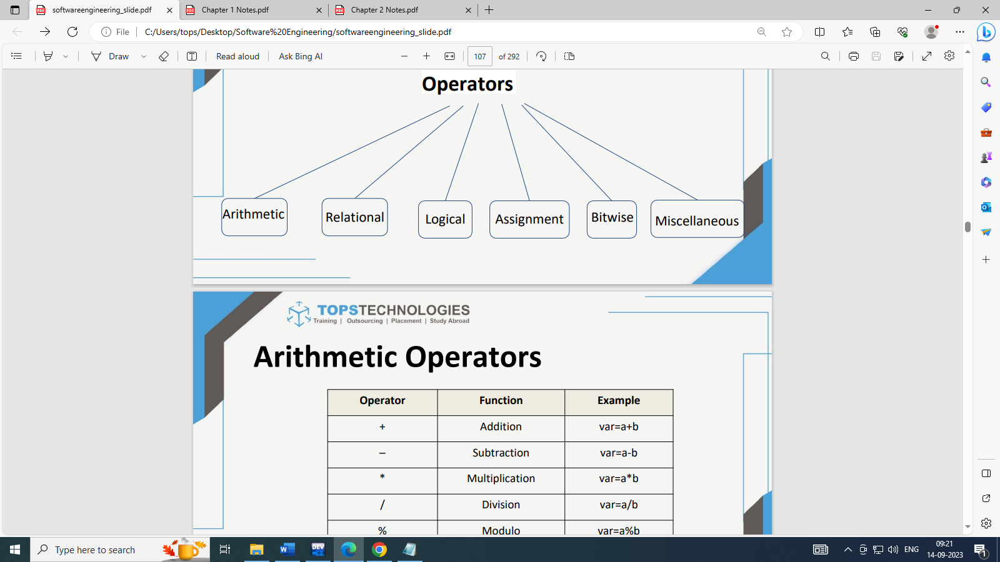 softwareengineering_slide.pdf
Chapter 1 Notes.pdf
Chapter 2 Notes.pdf
File
C:/Users/tops/Desktop/Software%20Engineering/softwareengineering_slide.pdf
Draw
Read aloud
Ask Bing AI
107
of 292
Operators
Arithmetic
Relational
Logical
Assignment
Bitwise
Miscellaneous
TOPSTECHNOLOGIES
Training | Outsourcing | Placement | Study Abroad
Arithmetic Operators
Operator Function Example
+ Addition var=a+b
– Subtraction var=a-b
* Multiplication var=a*b
/ Division var=a/b
% Modulo var=a%b
Type here to search
DEV
ENG
09:21
14-09-2023
1